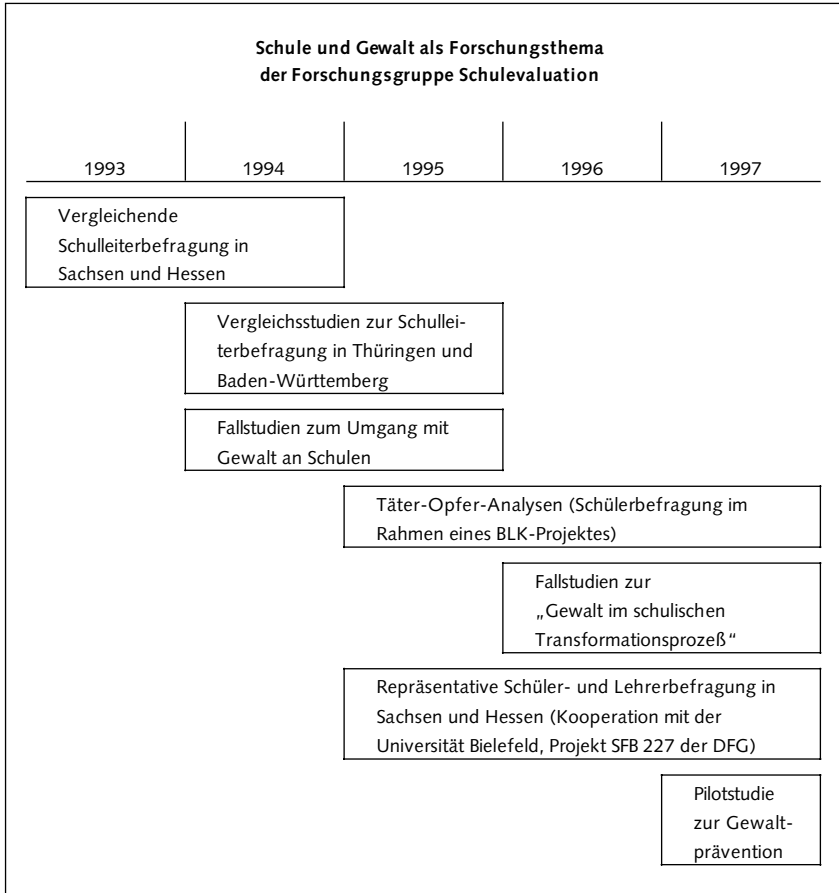 Schule und Gewalt als Forschungsthema
der Forschungsgruppe Schulevaluation
1993 1994 1995 1996 1997
Vergleichende
Schulleiterbefragung in
Sachsen und Hessen
Vergleichsstudien zur Schullei-
terbefragung in Thüringen und
Baden-Württemberg
Fallstudien zum Umgang mit
Gewalt an Schulen
Täter-Opfer-Analysen (Schülerbefragung im
Rahmen eines BLK-Projektes)
Fallstudien zur
„Gewalt im schulischen
Transformationsprozeß“
Repräsentative Schüler- und Lehrerbefragung in
Sachsen und Hessen (Kooperation mit der
Universität Bielefeld, Projekt SFB 227 der DFG)
Pilotstudie
zur Gewalt-
prävention